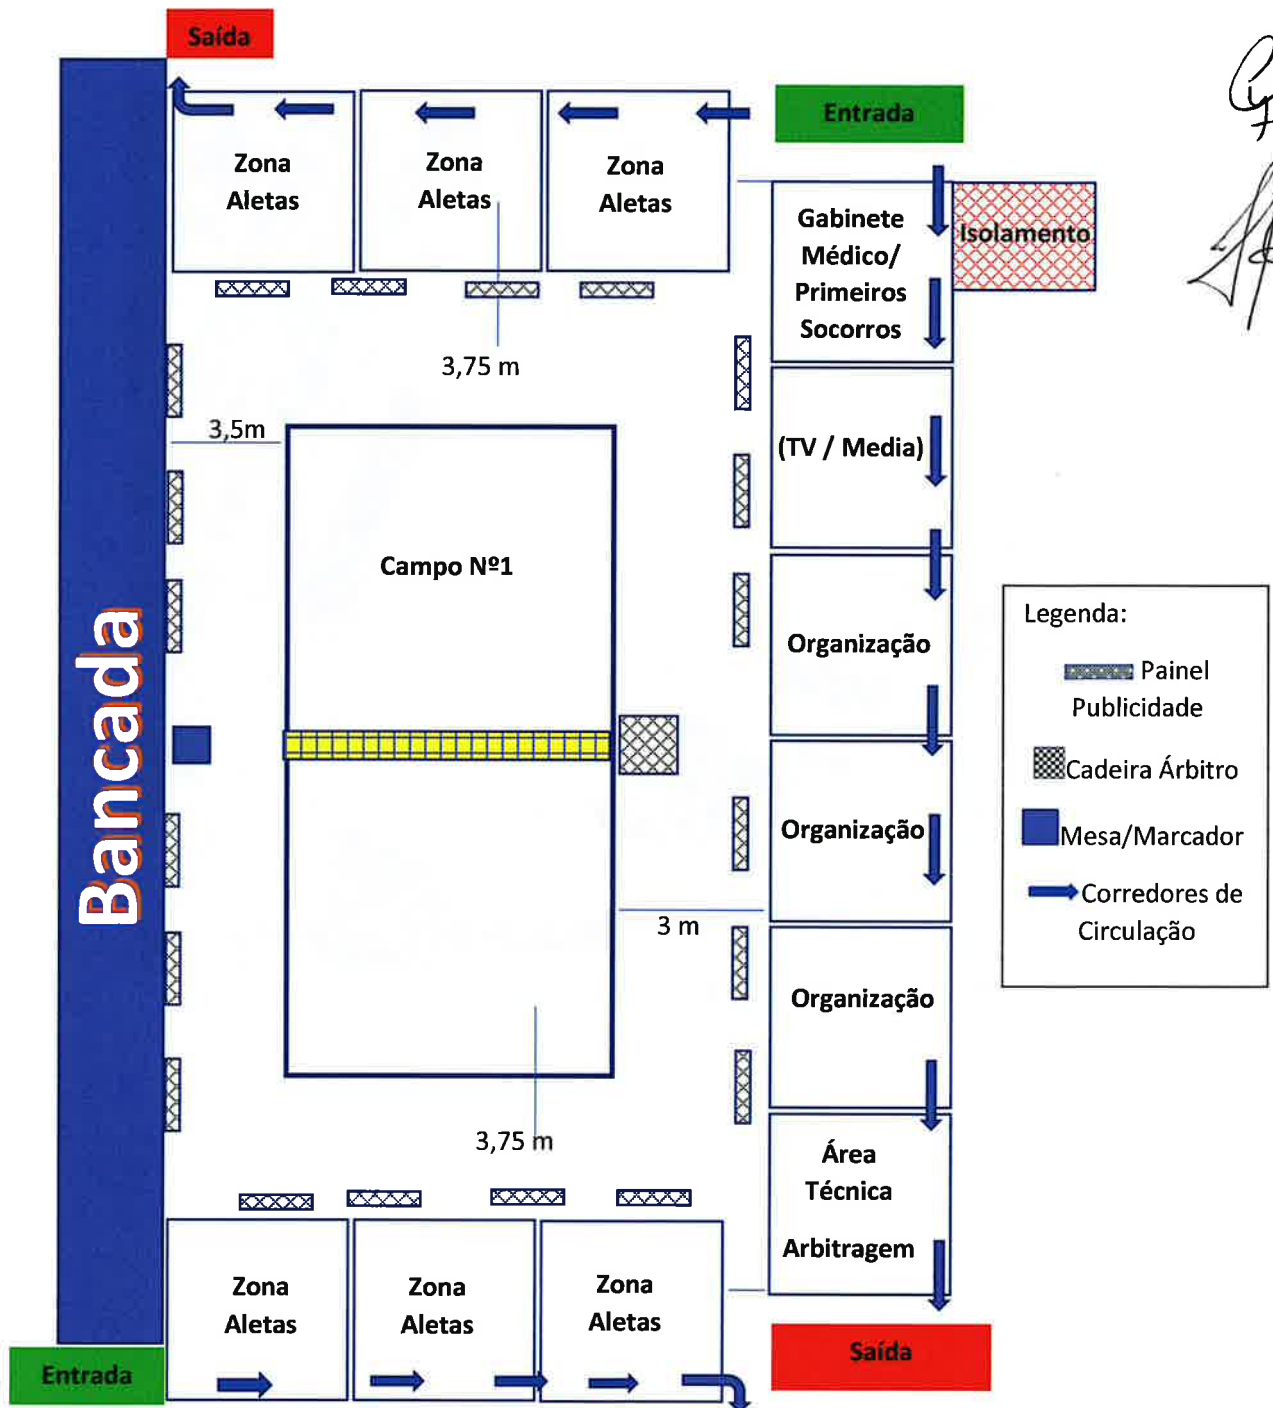 Saída
Entrada
Zona
Aletas
Zona
Aletas
Zona
Aletas
Gabinete
Médico/
Primeiros
Socorros
Isolamento
3,75 m
3,5m
(TV / Media)
Campo Nº1
Organização
Bancada
Organização
3 m
Organização
Legenda:
Painel
Publicidade
Cadeira Árbitro
Mesa/Marcador
Corredores de
Circulação
3,75 m
Área
Técnica
Arbitragem
Zona
Aletas
Zona
Aletas
Zona
Aletas
Entrada
Saída